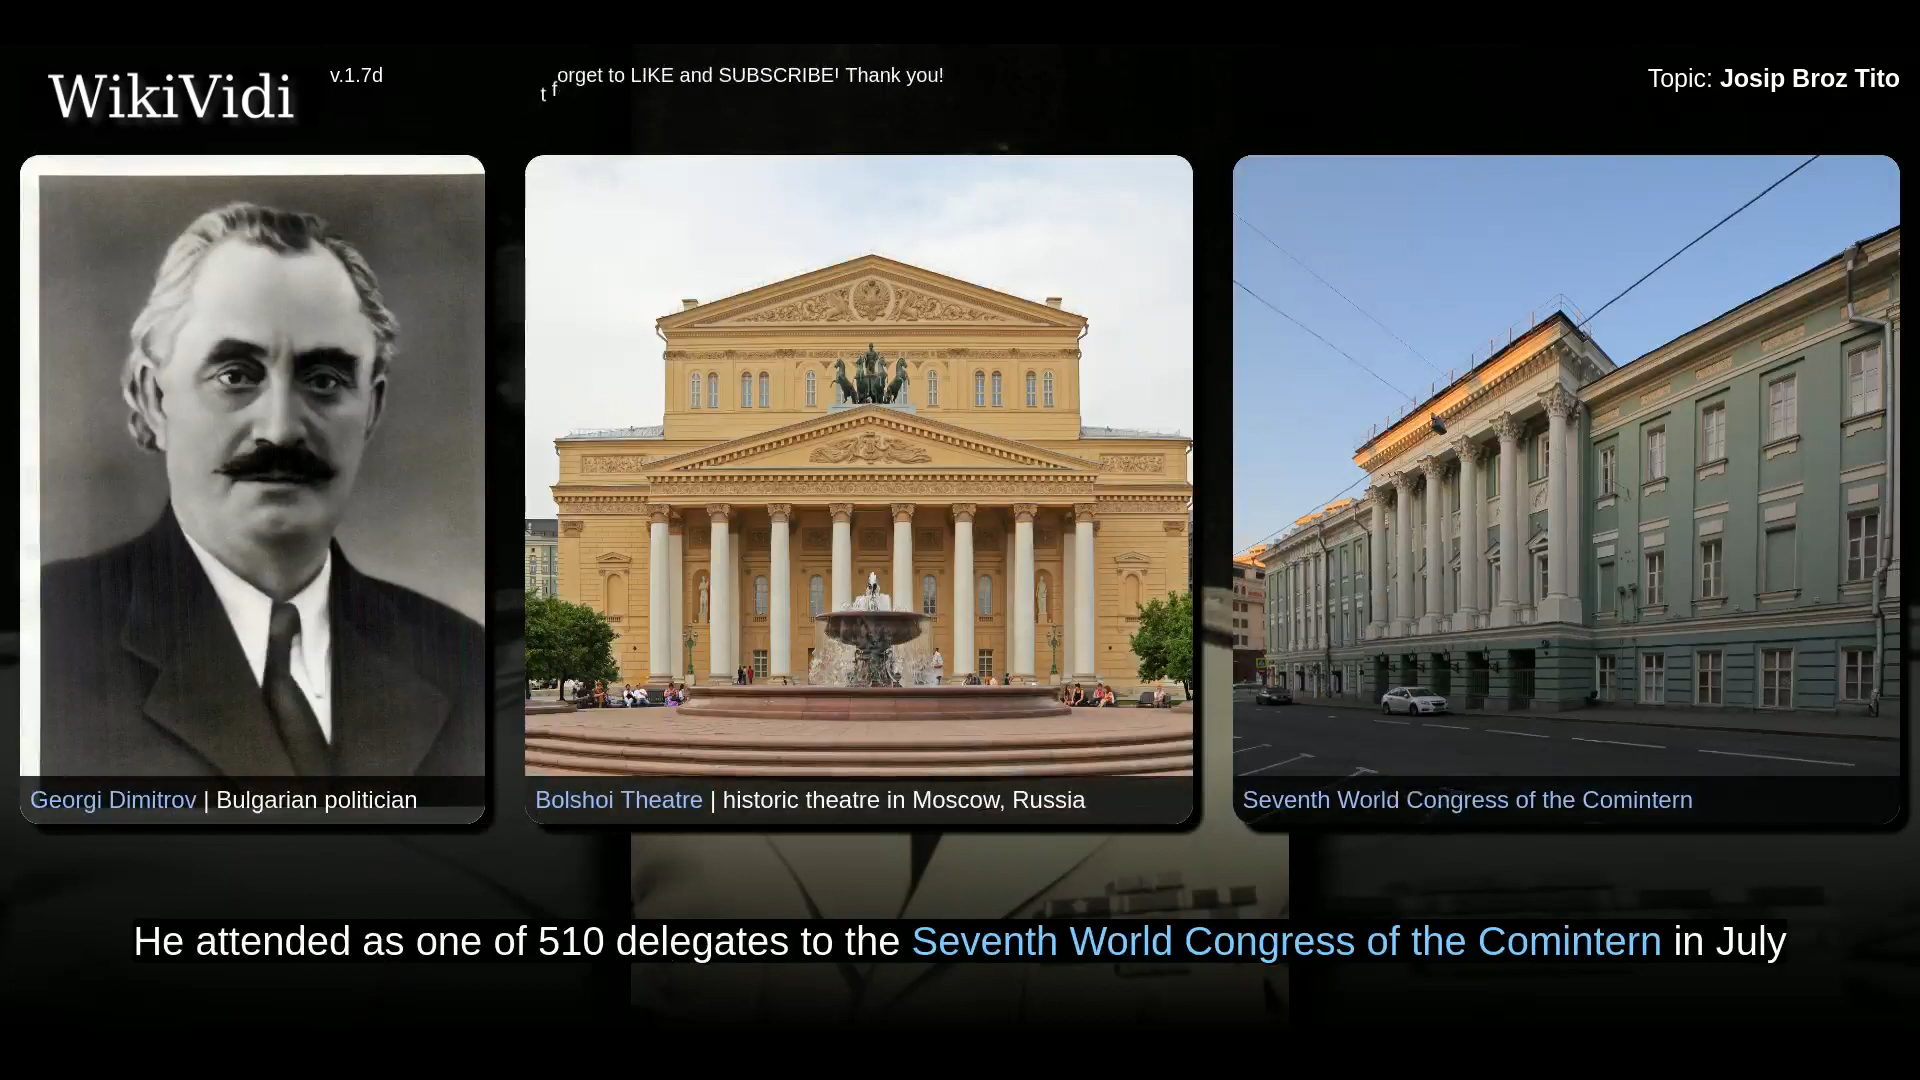 WikiVidi
v.1.7d
t forget to LIKE and SUBSCRIBE! Thank you!
Topic: Josip Broz Tito
Georgi Dimitrov | Bulgarian politician
Bolshoi Theatre | historic theatre in Moscow, Russia
Seventh World Congress of the Comintern
He attended as one of 510 delegates to the Seventh World Congress of the Comintern in July